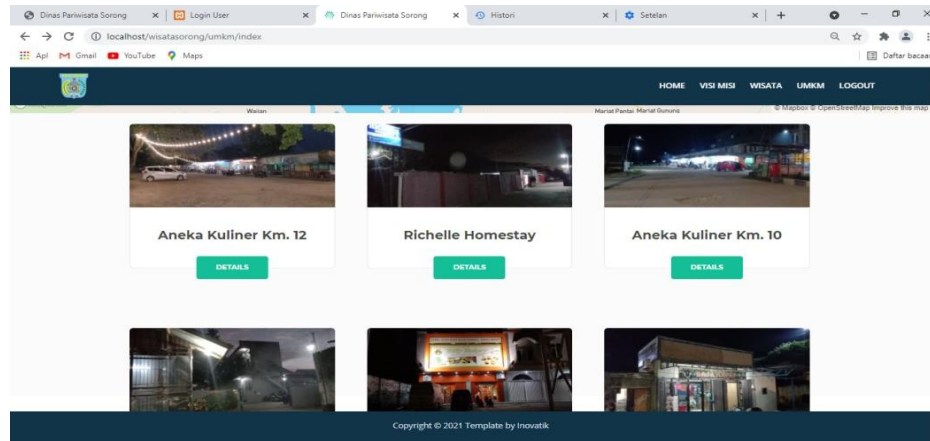 Dinas Pariwisata Sorong
Login User
Dinas Pariwisata Sorong
Histori
Setelan
localhost/wisatasorong/umkm/index
Apl Gmail YouTube Maps Daftar bacaan
HOME VISI MISI WISATA UMKM LOGOUT
Waiian Mariat Pantai Mariat Gunung © Mapbox © OpenStreetMap Improve this map
Aneka Kuliner Km. 12
Richelle Homestay
Aneka Kuliner Km. 10
DETAILS
DETAILS
DETAILS
Copyright © 2021 Template by Inovatik